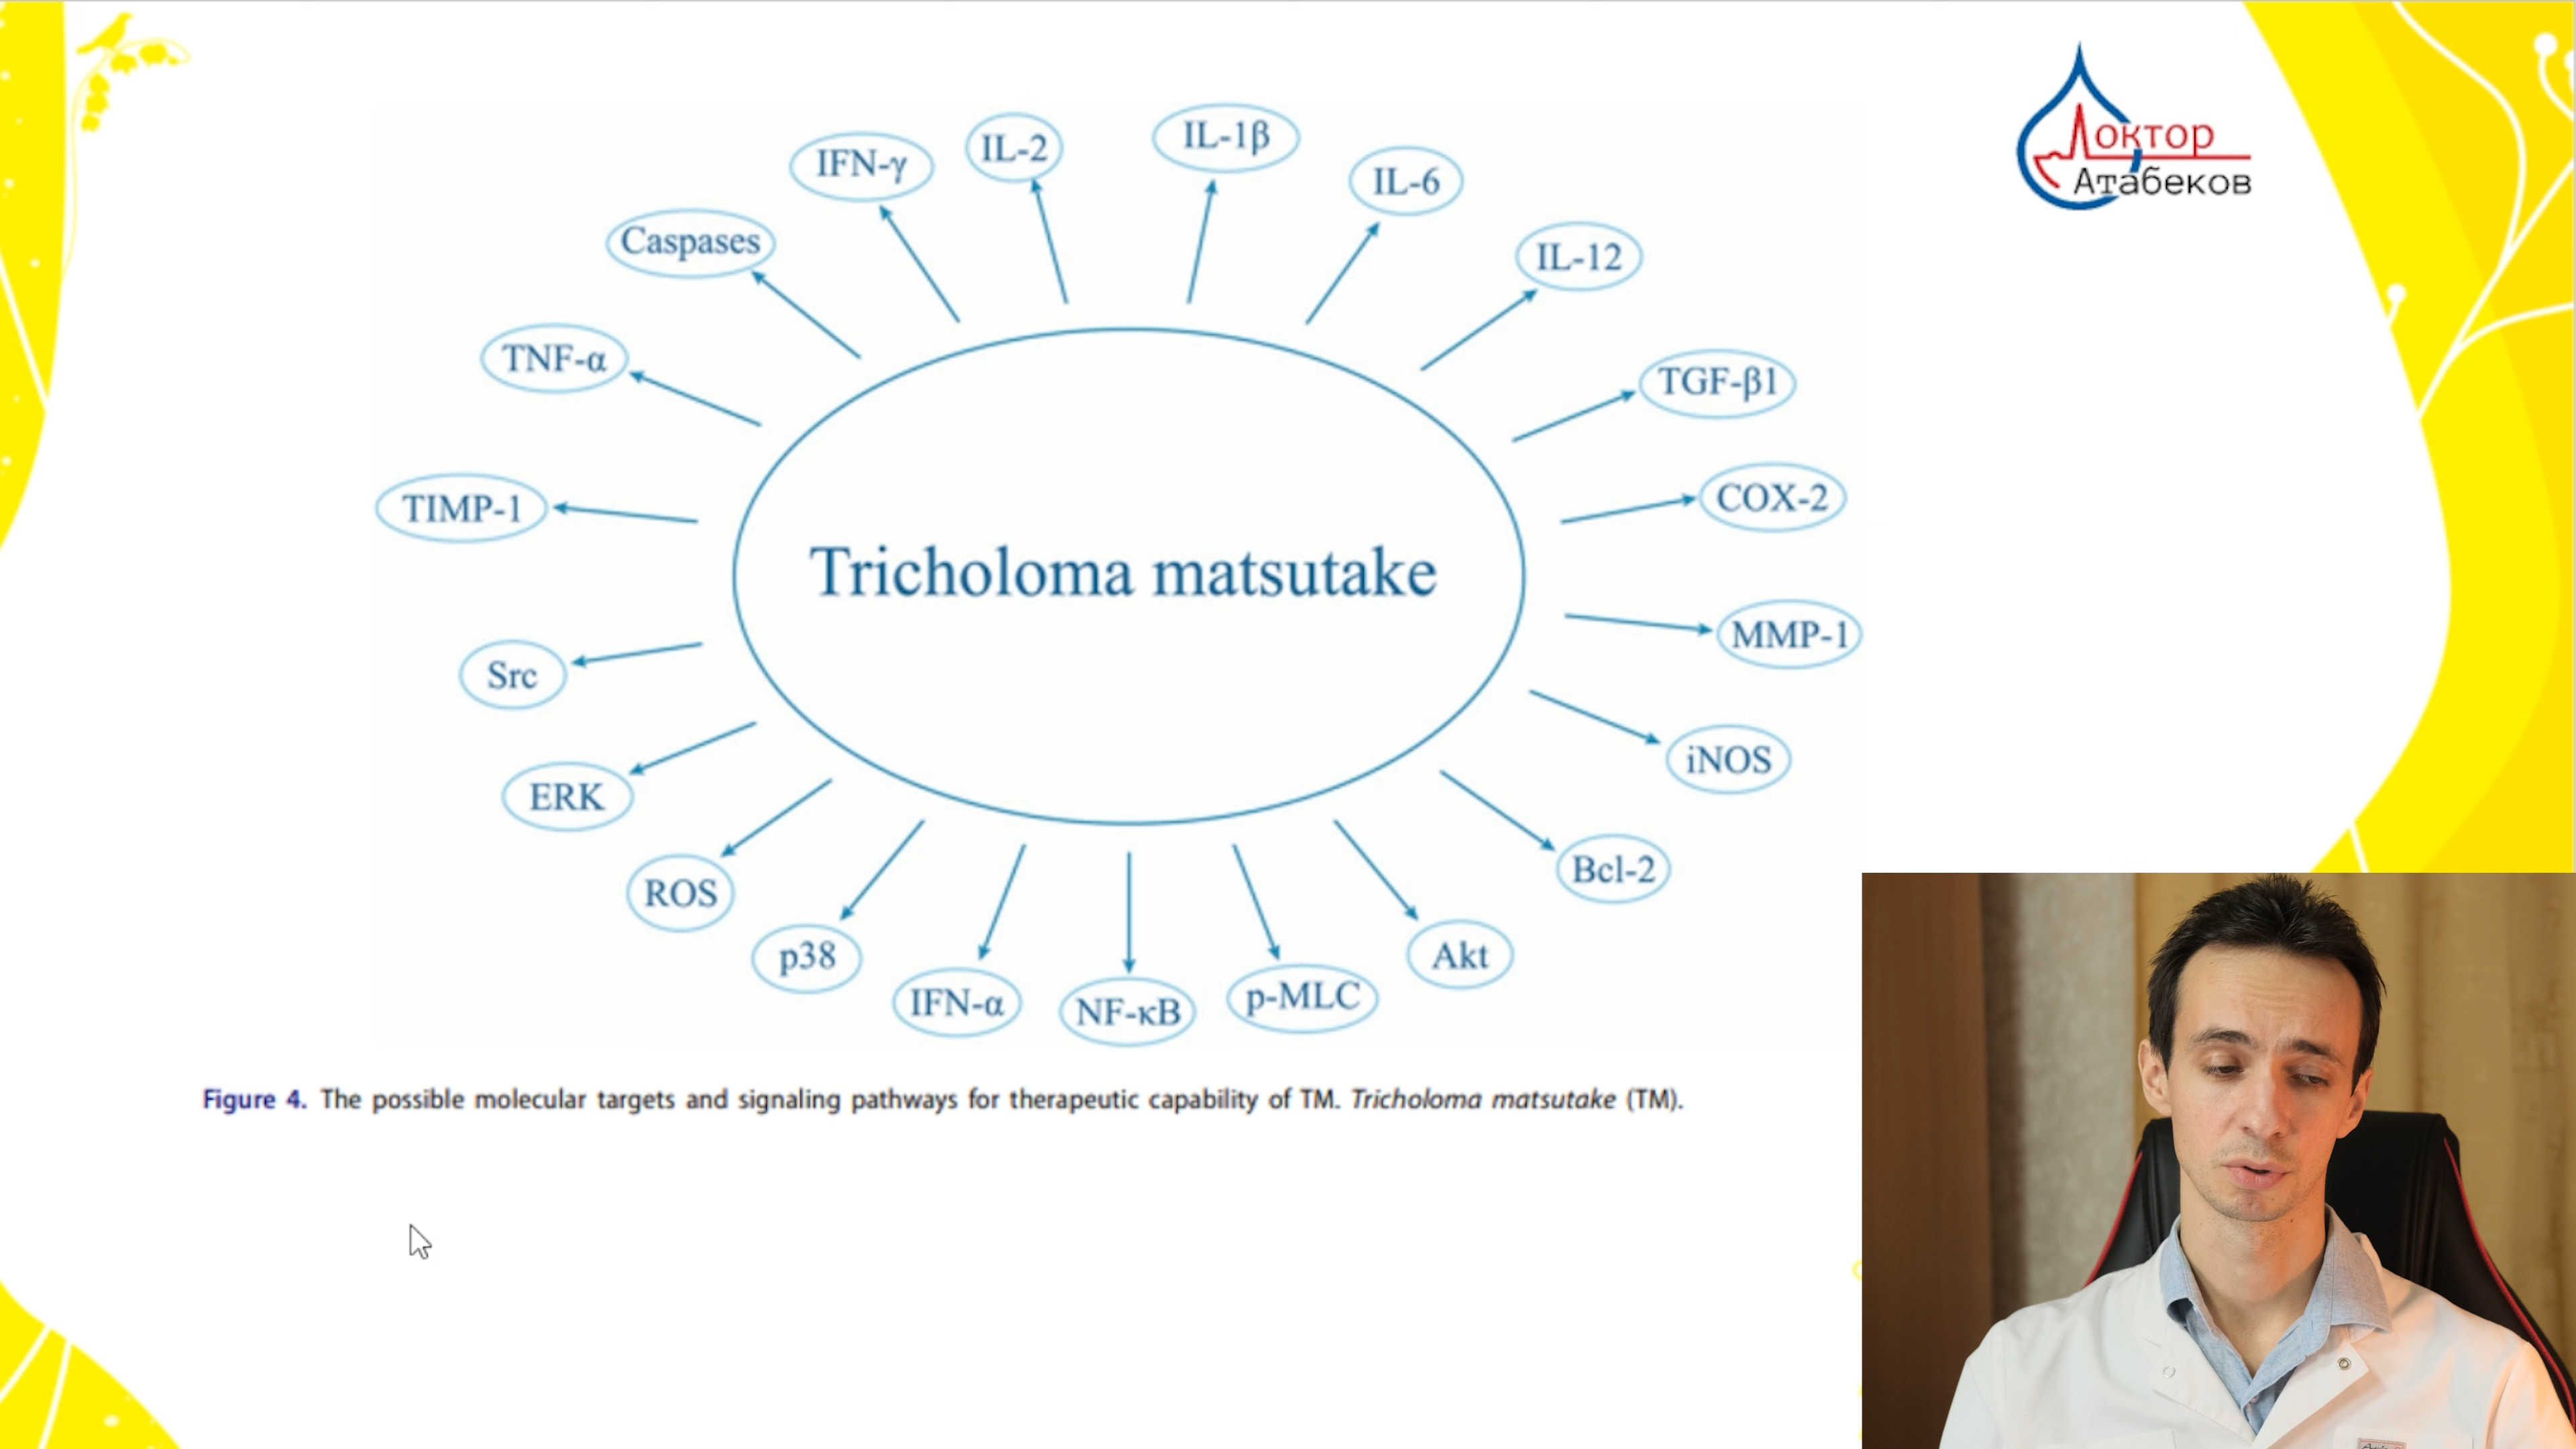 Доктор
Атабеков
IL-1β
IL-2
IFN-γ
IL-6
Caspases
IL-12
TNF-α
TGF-β1
COX-2
TIMP-1
Tricholoma matsutake
MMP-1
Src
iNOS
ERK
Bcl-2
ROS
p38
Akt
IFN-α
NF-κB
p-MLC
Figure 4. The possible molecular targets and signaling pathways for therapeutic capability of TM. Tricholoma matsutake (TM).